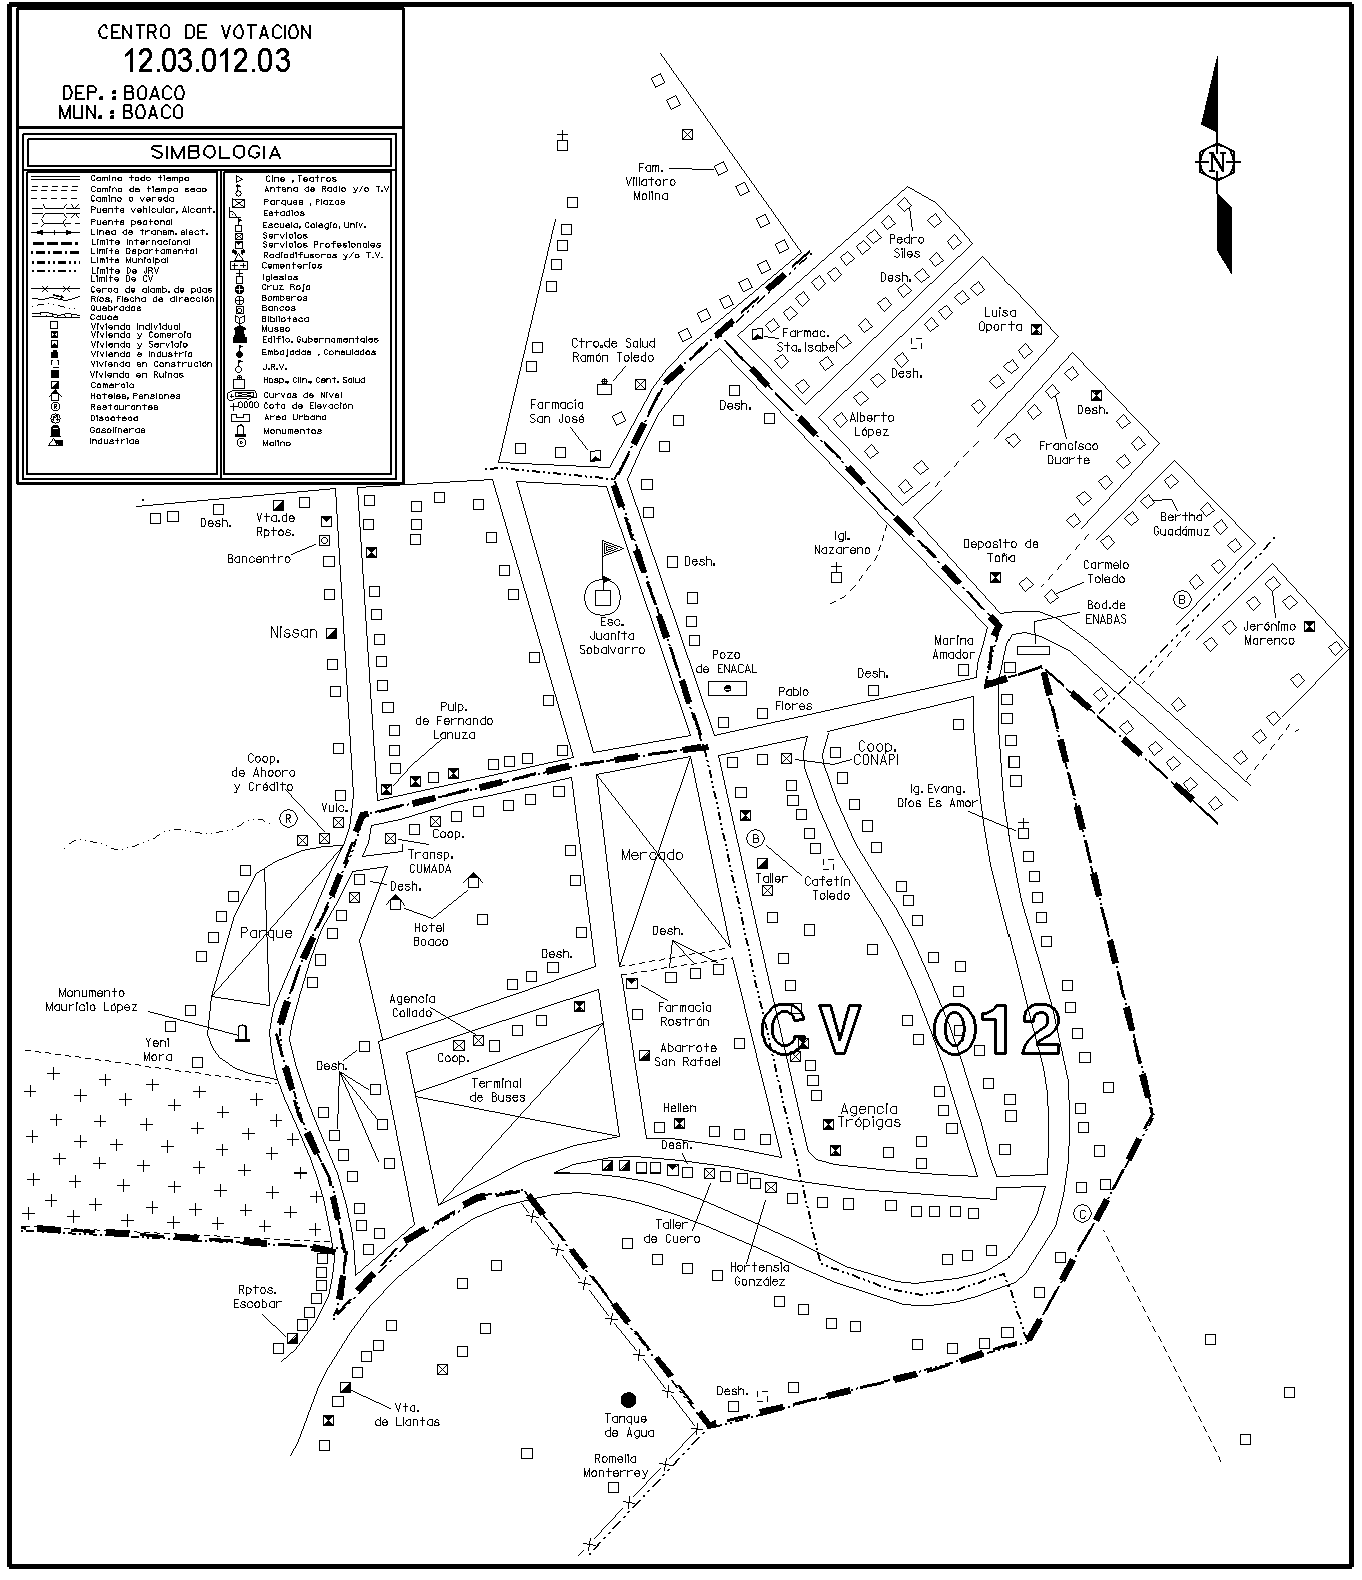 CENTRO DE VOTACION
12.03.012.03
DEP. : BOACO
MUN. : BOACO
SIMBOLOGIA
Camino todo tiempo
Camino de tiempo seco
Camino o vereda
Puente vehicular, Alcant.
Puente peatonal
Linea de transm. elect.
Limite Internacional
Limite Departamental
Limite Municipal
Limite De JRV
Limite De CV
Cerca de alamb. de púas
Ríos, Flecha de dirección
Quebradas
Cauce
Vivienda Individual
Vivienda y Comercio
Vivienda y Servicio
Vivienda e Industria
Vivienda en Construción
Vivienda en Ruinas
Comercio
Hoteles, Pensiones
Restaurantes
Discoteca
Gasolineras
Industrias
Cine , Teatros
Antena de Radio y/o T.V
Parques , Plazas
Estadios
Escuela, Colegio, Univ.
Servicios
Servicios Profesionales
Radiodifusoras y/o T.V.
Cementerios
Iglesias
Cruz Roja
Bomberos
Bancos
Biblioteca
Museo
Edific. Gubernamentales
Embajadas , Consulados
J.R.V.
Hosp., Clin., Cent. Salud
Curvas de Nivel
Cota de Elevación
Area Urbana
Monumentos
Molino
N
Fam.
Villatoro
Molina
Pedro
Siles
Desh.
Luisa
Oporta
Farmac.
Sta. Isabel
Ctro. de Salud
Ramón Toledo
Desh.
Desh.
Desh.
Farmacia
San José
Alberto
López
Francisco
Duarte
Desh.
Vta. de
Rptos.
Bancentro
Bertha
Guadámuz
Igl.
Nazareno
Deposito de
Toña
Carmelo
Toledo
Desh.
Bod. de
ENABAS
B
Nissan
Esc.
Juanita
Sobalvarro
Jerónimo
Marenco
Marina
Amador
Pozo
de ENACAL
Desh.
Pablo
Flores
Pulp.
de Fernando
Lanuza
Coop.
CONAPI
Coop.
de Ahorro
y Crédito
Ig. Evang.
Dios Es Amor
Vulc.
R
Coop.
B
Transp.
CUMADA
Mercado
Taller
Cafetín
Toledo
Desh.
Hotel
Boaco
Parque
Desh.
Desh.
Monumento
Mauricio López
Agencia
Collado
Farmacia
Rostrán
CV 012
Yeni
Mora
Abarrote
San Rafael
Coop.
Desh.
Terminal
de Buses
Hellen
Agencia
Trópigas
Desh.
C
Taller
de Cuero
Hortensia
González
Rptos.
Escobar
Desh.
Vta.
de Llantas
Tanque
de Agua
Romelia
Monterrey